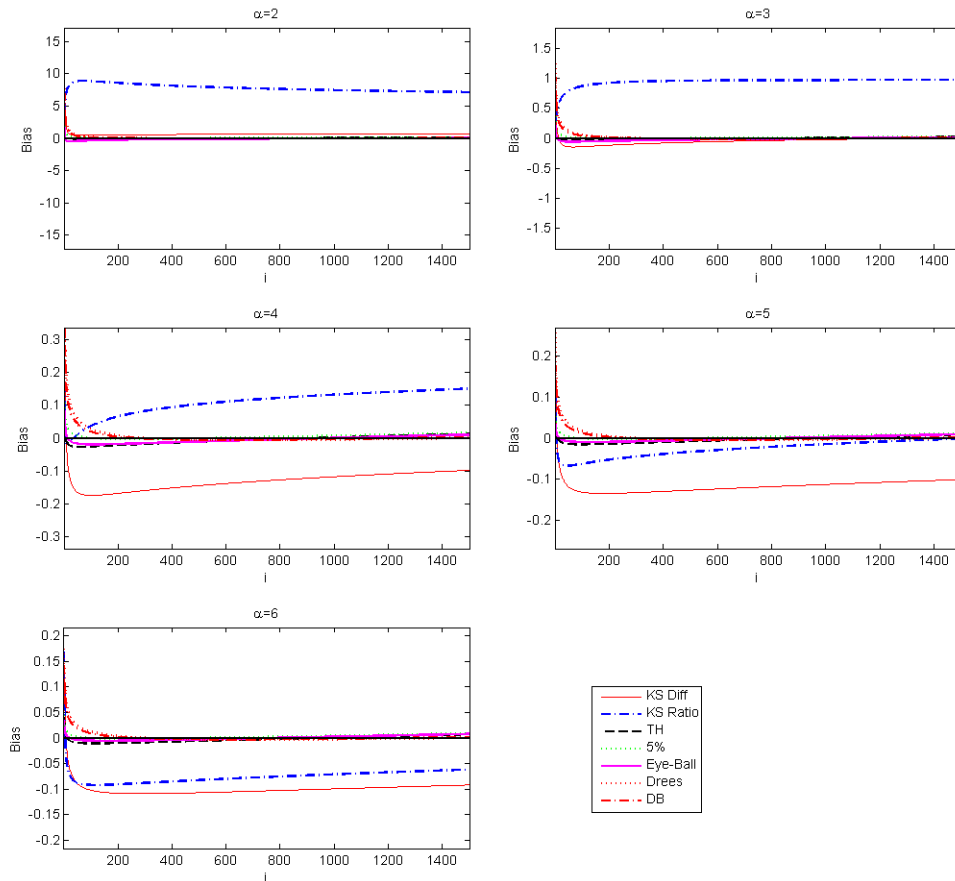 α=2
15
10
5
0
-5
-10
-15
Bias
200 400 600 800 1000 1200 1400
i
α=3
1.5
1
0.5
0
-0.5
-1
-1.5
Bias
200 400 600 800 1000 1200 1400
i
α=4
0.3
0.2
0.1
0
-0.1
-0.2
-0.3
Bias
200 400 600 800 1000 1200 1400
i
α=5
0.2
0.1
0
-0.1
-0.2
Bias
200 400 600 800 1000 1200 1400
i
α=6
0.2
0.15
0.1
0.05
0
-0.05
-0.1
-0.15
-0.2
Bias
200 400 600 800 1000 1200 1400
i
KS Diff
KS Ratio
TH
5%
Eye-Ball
Drees
DB